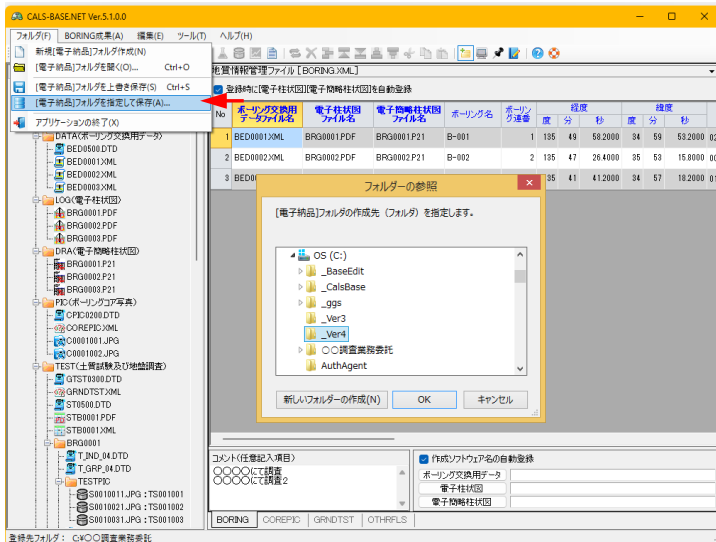 CALS-BASE.NET Ver.5.1.0.0
フォルダ(F) BORING成果(A) 編集(E) ツール(T) ヘルプ(H)
新規[電子納品]フォルダ作成(N)
[電子納品]フォルダを開く(O)... Ctrl+O
[電子納品]フォルダを上書き保存(S) Ctrl+S
[電子納品]フォルダを指定して保存(A)...
アプリケーションの終了(X)
DATA(ボーリング交換用データ)
BED0500.DTD
BED0001.XML
BED0002.XML
BED0003.XML
LOG(電子柱状図)
BRG0001.PDF
BRG0002.PDF
BRG0003.PDF
DRA(電子簡略柱状図)
BRG0001.P21
BRG0002.P21
BRG0003.P21
PIC(ボーリングコア写真)
CPIC0200.DTD
COREPIC.XML
C0001001.JPG
C0001002.JPG
TEST(土質試験及び地盤調査)
GTST0300.DTD
GRNDTST.XML
ST0500.DTD
STB0001.PDF
STB0001.XML
BRG0001
T_IND_04.DTD
T_GRP_04.DTD
TESTPIC
S0010011.JPG : TS001001
S0010021.JPG : TS001002
S0010031.JPG : TS001003
地質情報管理ファイル [BORING.XML]
登録時に[電子柱状図][電子簡略柱状図]を自動登録
No ボーリング交換用データファイル名 電子柱状図ファイル名 電子簡略柱状図ファイル名 ボーリング名 ボーリング連番 経度 緯度
度 分 秒 度 分 秒
1 BED0001.XML BRG0001.PDF BRG0001.P21 B-001 1 135 49 58.2000 34 59 53.2000
2 BED0002.XML BRG0002.PDF BRG0002.P21 B-002 2 135 47 26.4000 35 53 15.8000
3 41 41.2000 34 57 18.2000
フォルダーの参照
[電子納品]フォルダの作成先（フォルダ）を指定します。
OS (C:)
_BaseEdit
_CalsBase
_ggs
_Ver3
_Ver4
〇〇調査業務委託
AuthAgent
新しいフォルダーの作成(N) OK キャンセル
コメント(任意記入項目)
〇〇〇〇にて調査
〇〇〇〇にて調査2
作成ソフトウェア名の自動登録
ボーリング交換用データ
電子柱状図
電子簡略柱状図
BORING COREPIC GRNDTST OTHRFLS
登録先フォルダ： C:¥〇〇調査業務委託